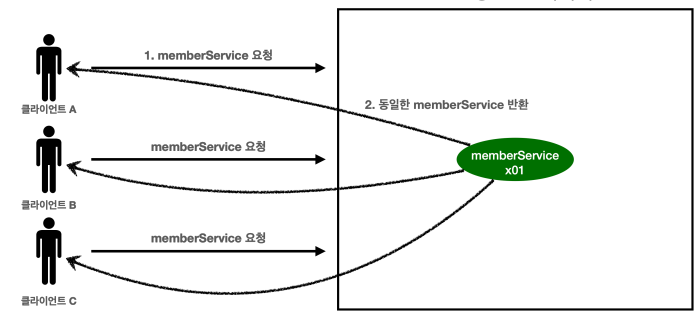 1. memberService 요청
클라이언트 A
2. 동일한 memberService 반환
memberService 요청
memberService
x01
클라이언트 B
memberService 요청
클라이언트 C